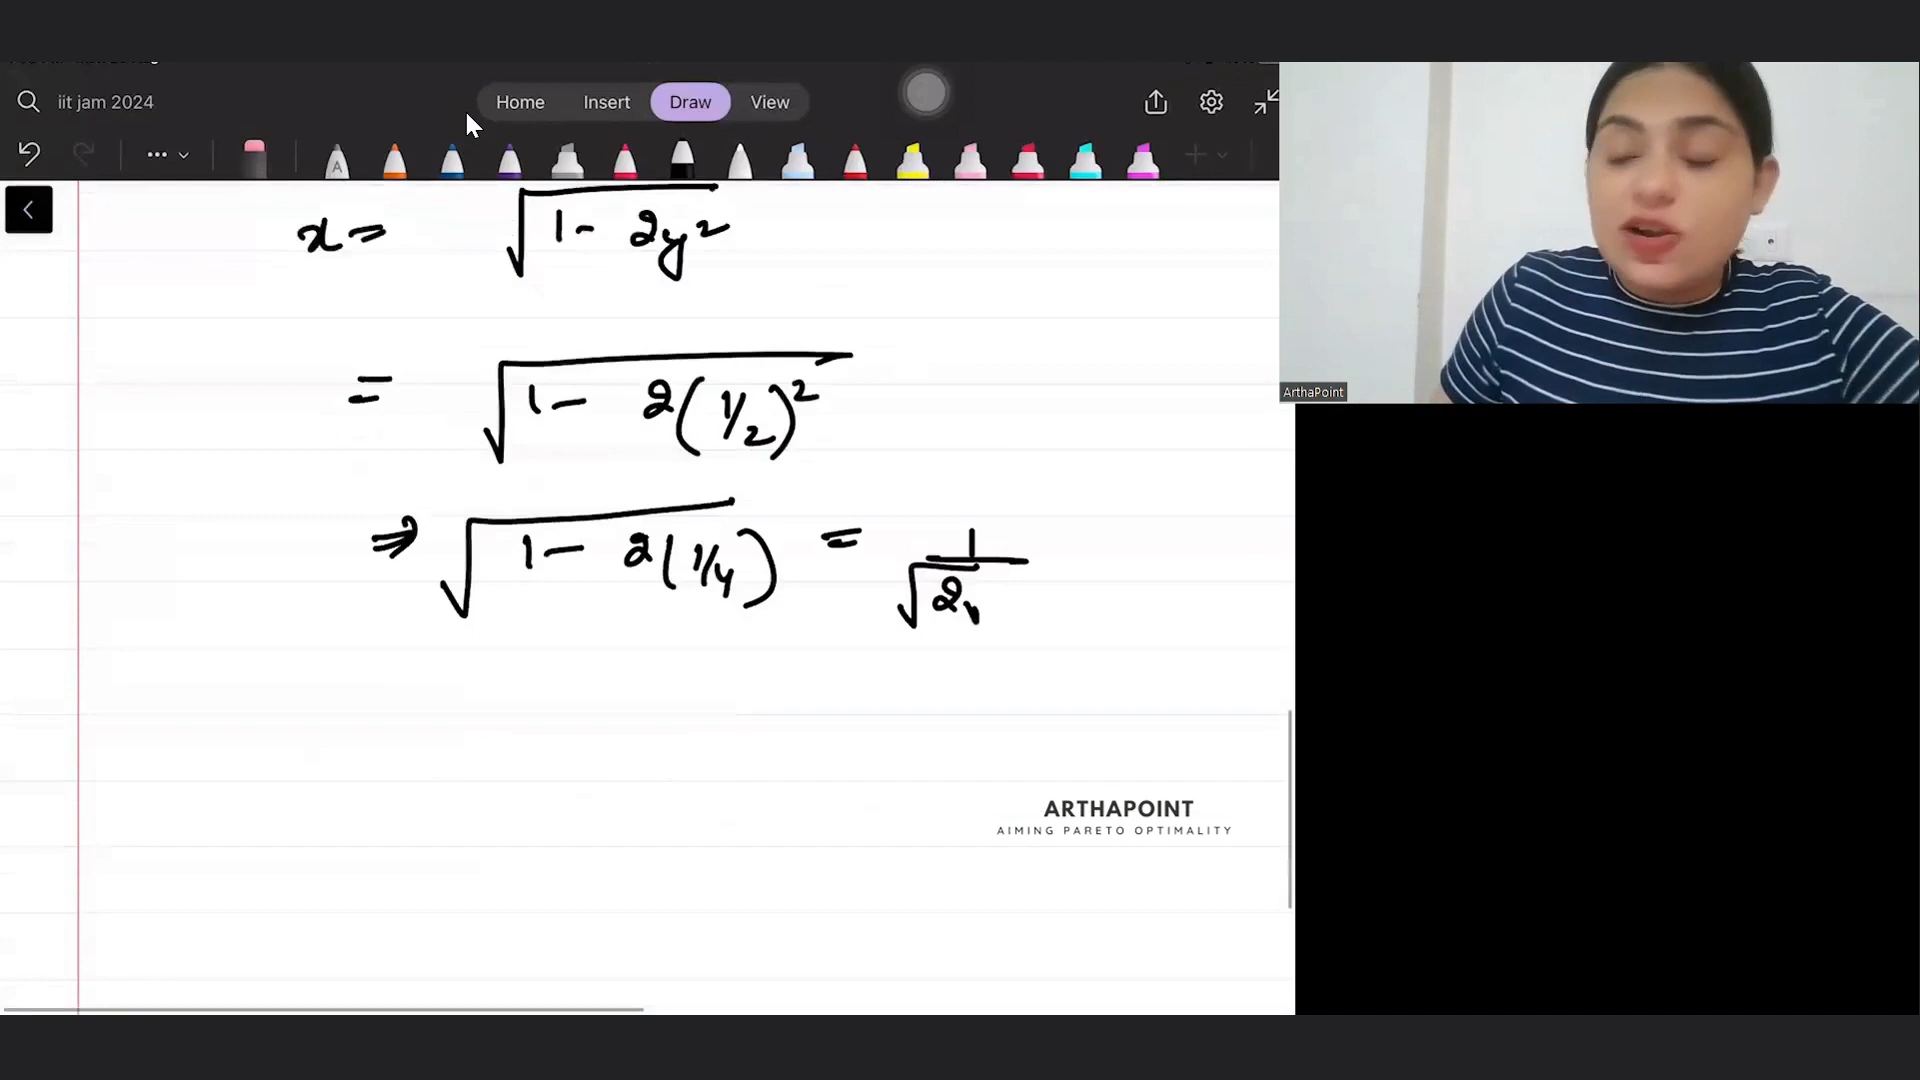 iit jam 2024
Home Insert Draw View
A
x = √1 - 2y²
= √1 - 2(1/2)²
⇒ √1 - 2(1/4) = 1/√2
ARTHAPOINT
AIMING PARETO OPTIMALITY
ArthaPoint